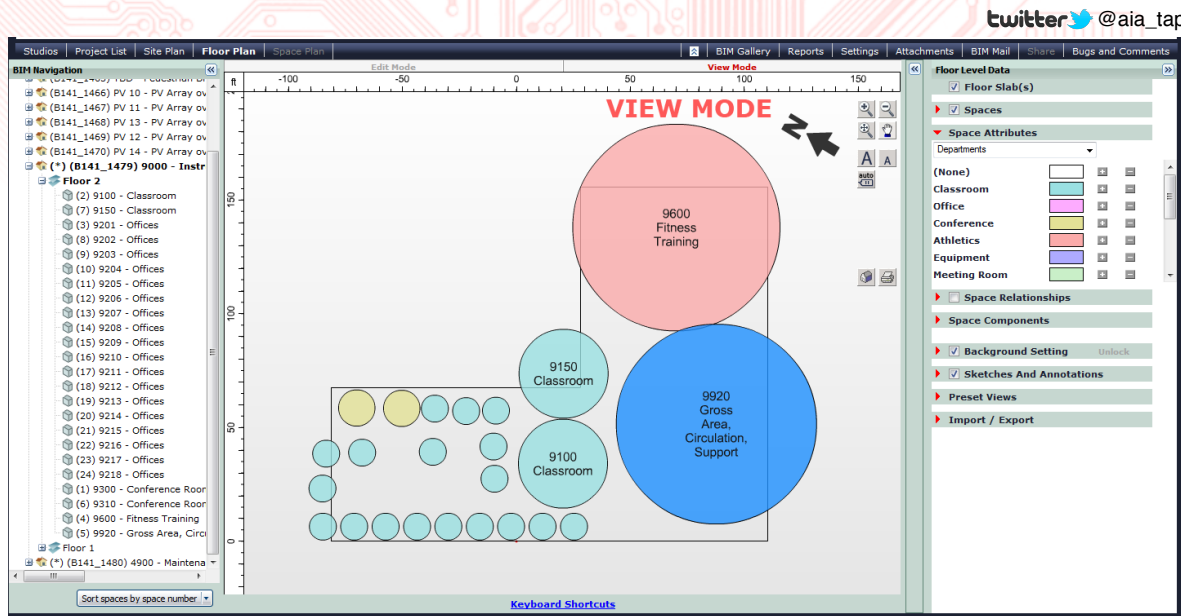 twitter @aia_tap
Studios Project List Site Plan Floor Plan Space Plan BIM Gallery Reports Settings Attachments BIM Mail Share Bugs and Comments
BIM Navigation
(B141_1466) PV 10 - PV Array ov
(B141_1467) PV 11 - PV Array ov
(B141_1468) PV 13 - PV Array ov
(B141_1469) PV 12 - PV Array ov
(B141_1470) PV 14 - PV Array ov
(*) (B141_1479) 9000 - Instr
Floor 2
(2) 9100 - Classroom
(7) 9150 - Classroom
(3) 9201 - Offices
(8) 9202 - Offices
(9) 9203 - Offices
(10) 9204 - Offices
(11) 9205 - Offices
(12) 9206 - Offices
(13) 9207 - Offices
(14) 9208 - Offices
(15) 9209 - Offices
(16) 9210 - Offices
(17) 9211 - Offices
(18) 9212 - Offices
(19) 9213 - Offices
(20) 9214 - Offices
(21) 9215 - Offices
(22) 9216 - Offices
(23) 9217 - Offices
(24) 9218 - Offices
(1) 9300 - Conference Roor
(6) 9310 - Conference Roor
(4) 9600 - Fitness Training
(5) 9920 - Gross Area, Circu
Floor 1
(*) (B141_1480) 4900 - Maintena
Sort spaces by space number
Edit Mode View Mode
ft -100 -50 0 50 100 150
150
100
50
0
VIEW MODE
N
A A
auto
9600
Fitness
Training
9150
Classroom
9920
Gross
Area,
Circulation,
Support
9100
Classroom
Keyboard Shortcuts
Floor Level Data
Floor Slab(s)
Spaces
Space Attributes
Departments
(None)
Classroom
Office
Conference
Athletics
Equipment
Meeting Room
Space Relationships
Space Components
Background Setting Unlock
Sketches And Annotations
Preset Views
Import / Export